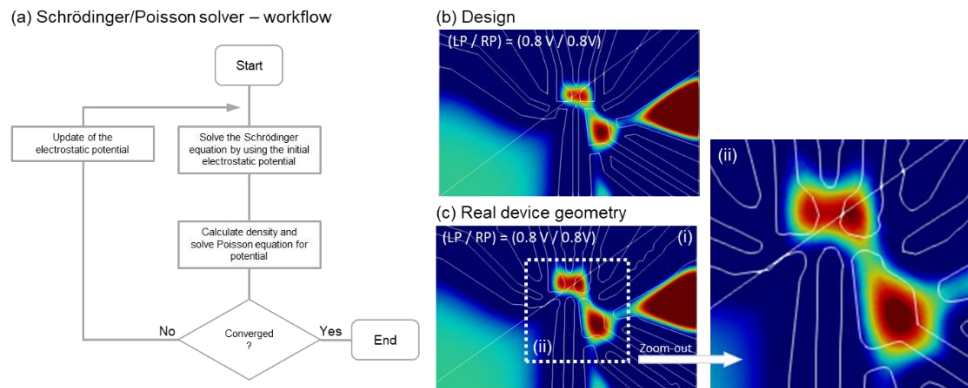 (a) Schrödinger/Poisson solver – workflow
Start
Update of the
electrostatic potential
Solve the Schrödinger
equation by using the initial
electrostatic potential
Calculate density and
solve Poisson equation for
potential
No
Converged
?
Yes
End
(b) Design
(LP / RP) = (0.8 V / 0.8V)
(c) Real device geometry
(LP / RP) = (0.8 V / 0.8V)
(i)
(ii)
Zoom-out
(ii)